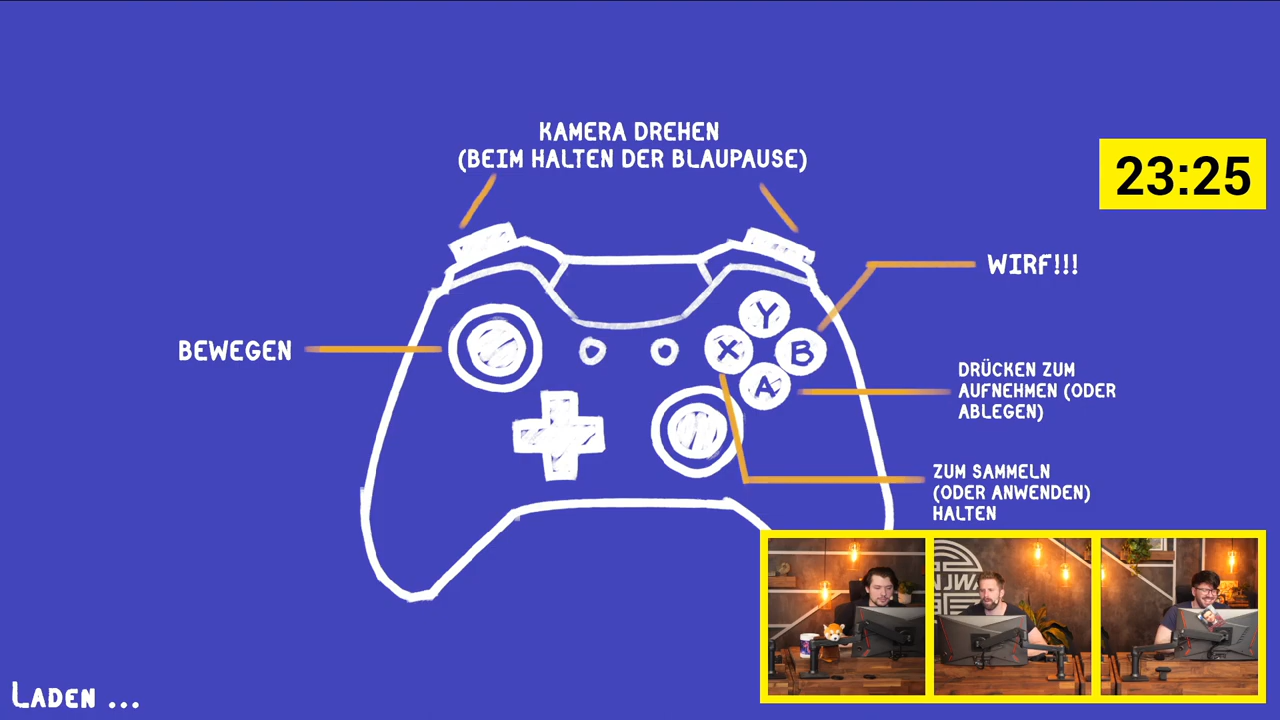 KAMERA DREHEN
(BEIM HALTEN DER BLAUPAUSE)
23:25
WIRF!!!
Y
X
B
A
BEWEGEN
DRÜCKEN ZUM
AUFNEHMEN (ODER
ABLEGEN)
ZUM SAMMELN
(ODER ANWENDEN)
HALTEN
LADEN ...